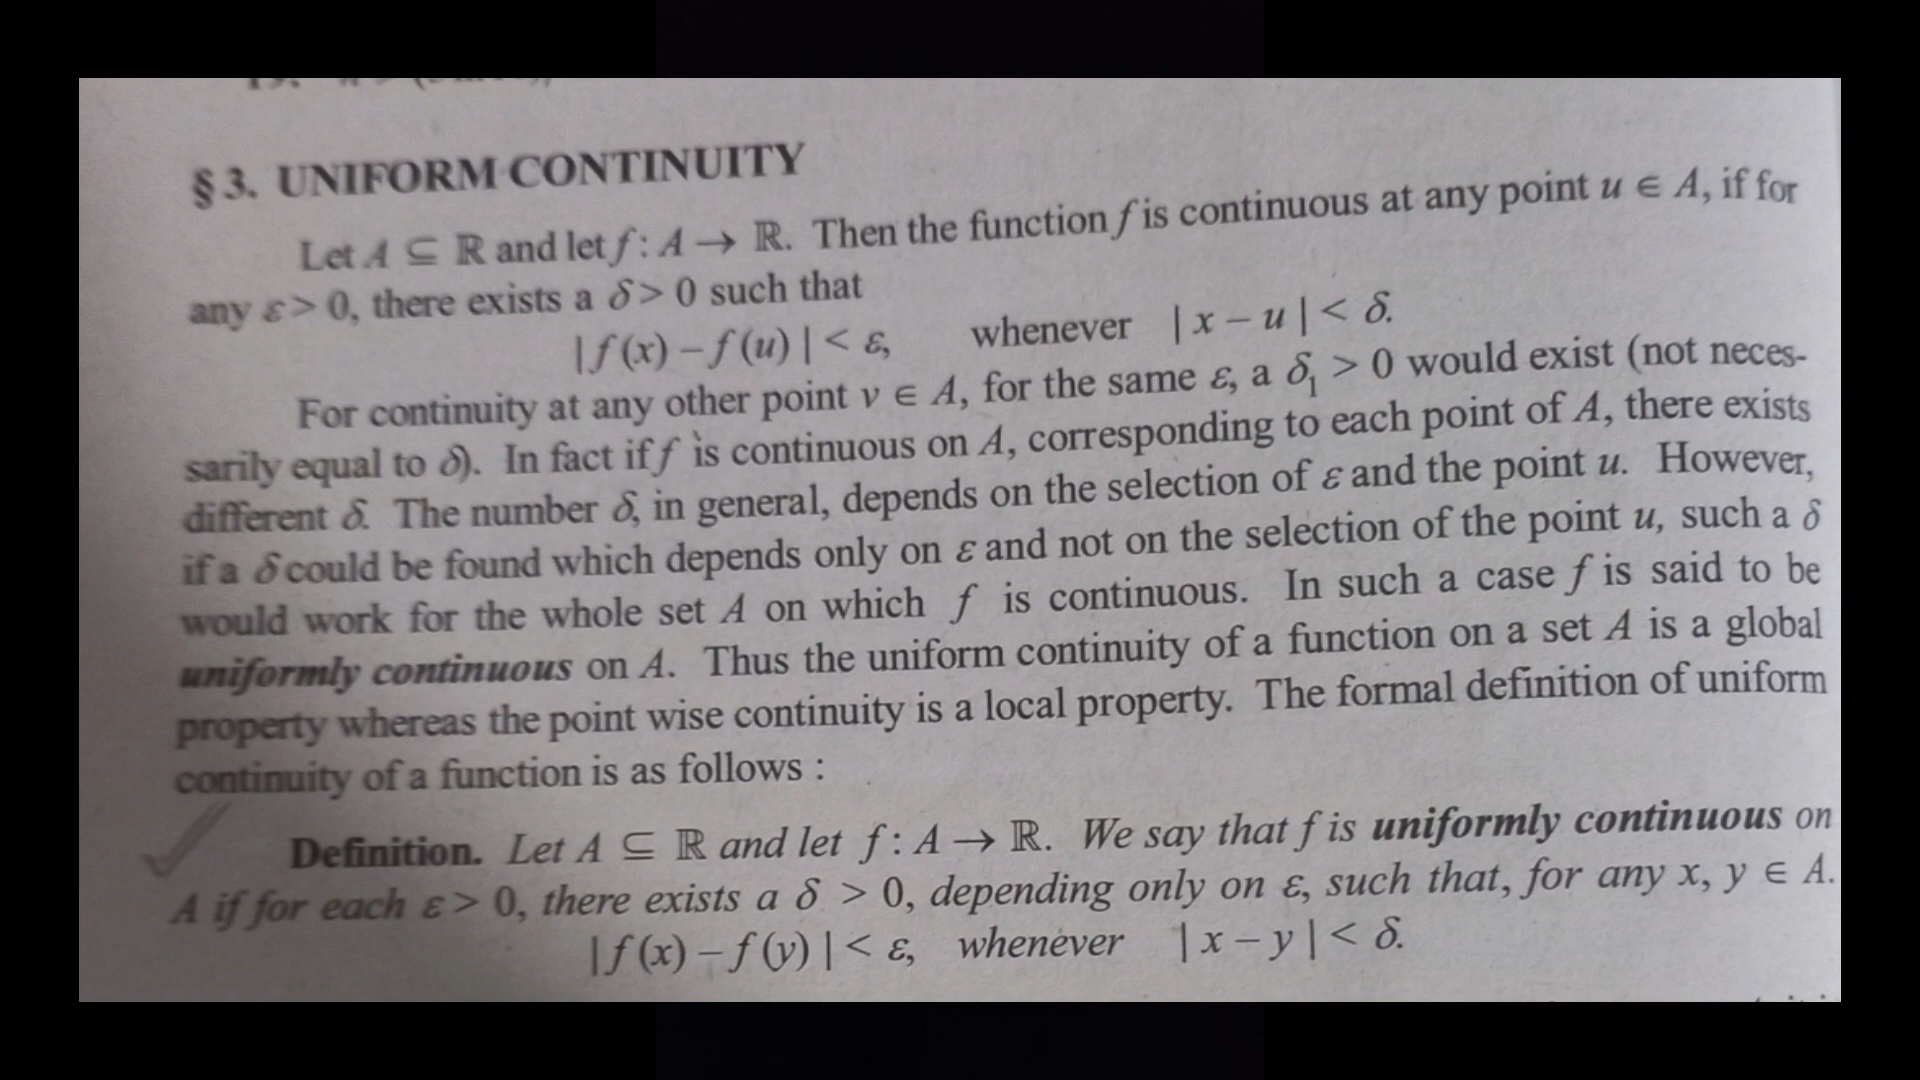 § 3. UNIFORM CONTINUITY
Let A ⊆ ℝ and let f : A → ℝ. Then the function f is continuous at any point u ∈ A, if for
any ε > 0, there exists a δ > 0 such that
| f (x) – f (u) | < ε, whenever | x – u | < δ.
For continuity at any other point v ∈ A, for the same ε, a δ₁ > 0 would exist (not neces-
sarily equal to δ). In fact if f is continuous on A, corresponding to each point of A, there exists
different δ. The number δ, in general, depends on the selection of ε and the point u. However,
if a δ could be found which depends only on ε and not on the selection of the point u, such a δ
would work for the whole set A on which f is continuous. In such a case f is said to be
uniformly continuous on A. Thus the uniform continuity of a function on a set A is a global
property whereas the point wise continuity is a local property. The formal definition of uniform
continuity of a function is as follows :
Definition. Let A ⊆ ℝ and let f : A → ℝ. We say that f is uniformly continuous on
A if for each ε > 0, there exists a δ > 0, depending only on ε, such that, for any x, y ∈ A.
| f (x) – f (y) | < ε, whenever | x – y | < δ.